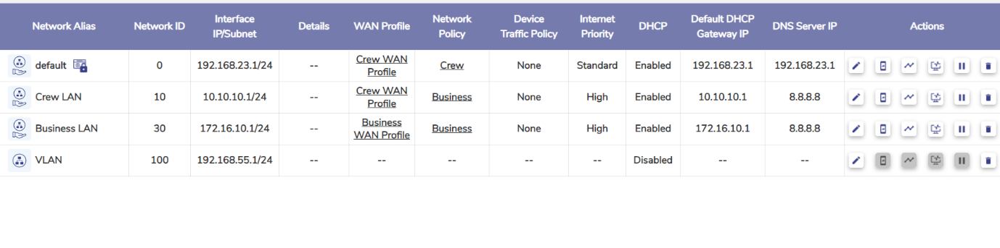 Network Alias Network ID Interface IP/Subnet Details WAN Profile Network Policy Device Traffic Policy Internet Priority DHCP Default DHCP Gateway IP DNS Server IP Actions
default 0 192.168.23.1/24 -- Crew WAN Profile Crew None Standard Enabled 192.168.23.1 192.168.23.1
Crew LAN 10 10.10.10.1/24 -- Crew WAN Profile Business None High Enabled 10.10.10.1 8.8.8.8
Business LAN 30 172.16.10.1/24 -- Business WAN Profile Business None High Enabled 172.16.10.1 8.8.8.8
VLAN 100 192.168.55.1/24 -- -- -- -- -- Disabled -- --